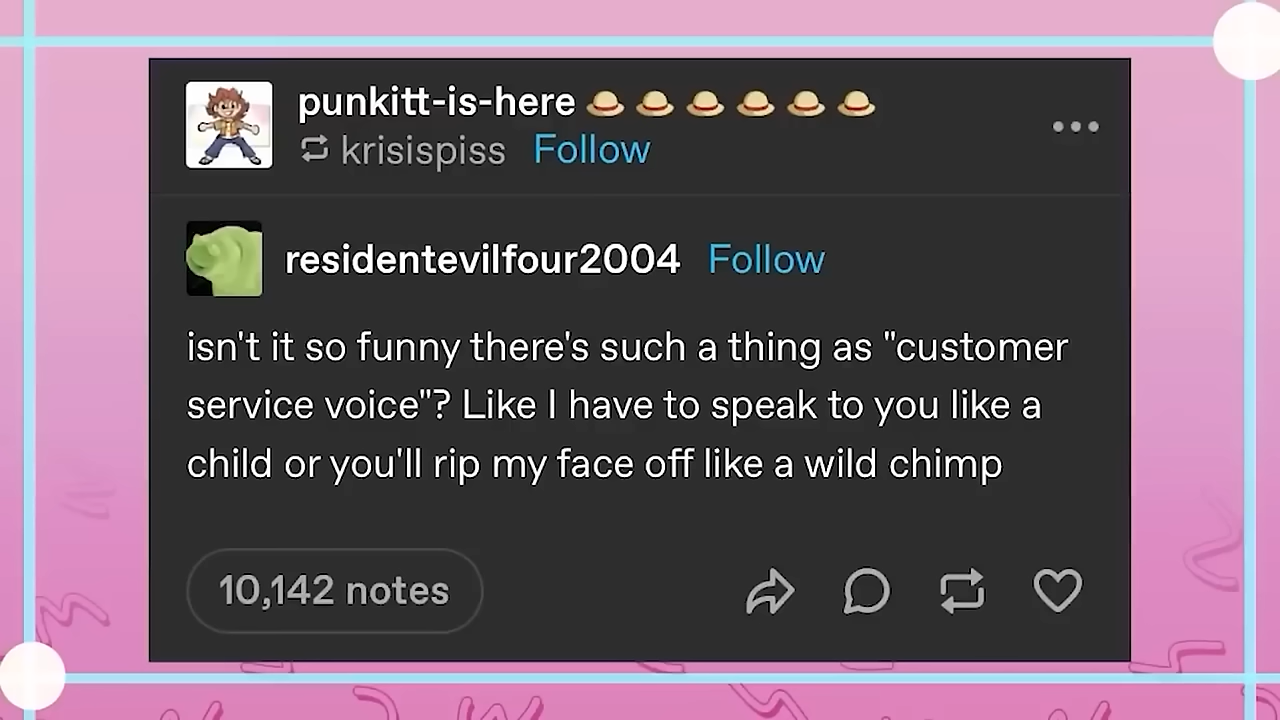 punkitt-is-here 👒👒👒👒👒👒
krisispiss Follow
residentevilfour2004 Follow
isn't it so funny there's such a thing as "customer
service voice"? Like I have to speak to you like a
child or you'll rip my face off like a wild chimp
10,142 notes